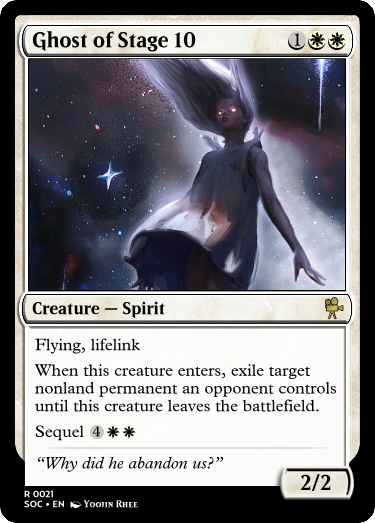 Ghost of Stage 10 1
Creature — Spirit
Flying, lifelink
When this creature enters, exile target
nonland permanent an opponent controls
until this creature leaves the battlefield.
Sequel 4
“Why did he abandon us?”
2/2
R 0021
SOC • EN Yoojin Rhee